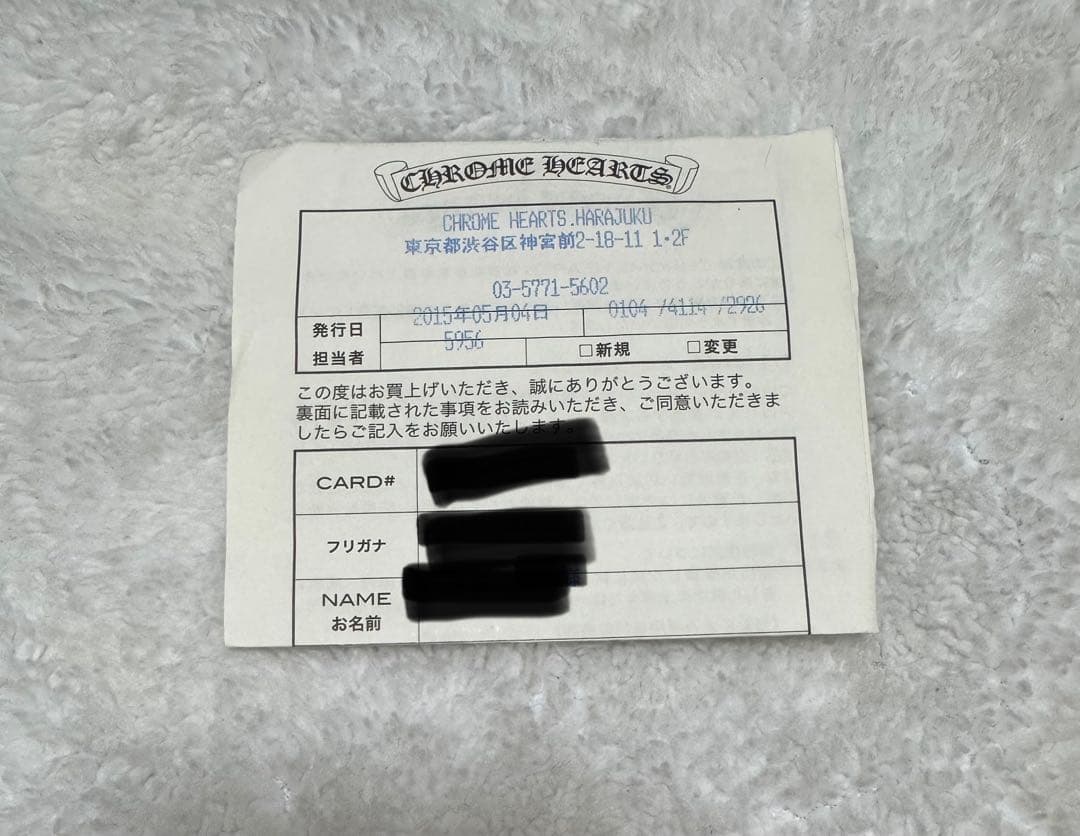 CHROME HEARTS
CHROME HEARTS.HARAJUKU
東京都渋谷区神宮前2-18-11 1・2F
03-5771-5602
発行日 2015年05月04日 0104 /4114 /2926
担当者 5956 □新規 □変更
この度はお買上げいただき、誠にありがとうございます。
裏面に記載された事項をお読みいただき、ご同意いただきま
したらご記入をお願いいたします。
CARD#
フリガナ
NAME
お名前